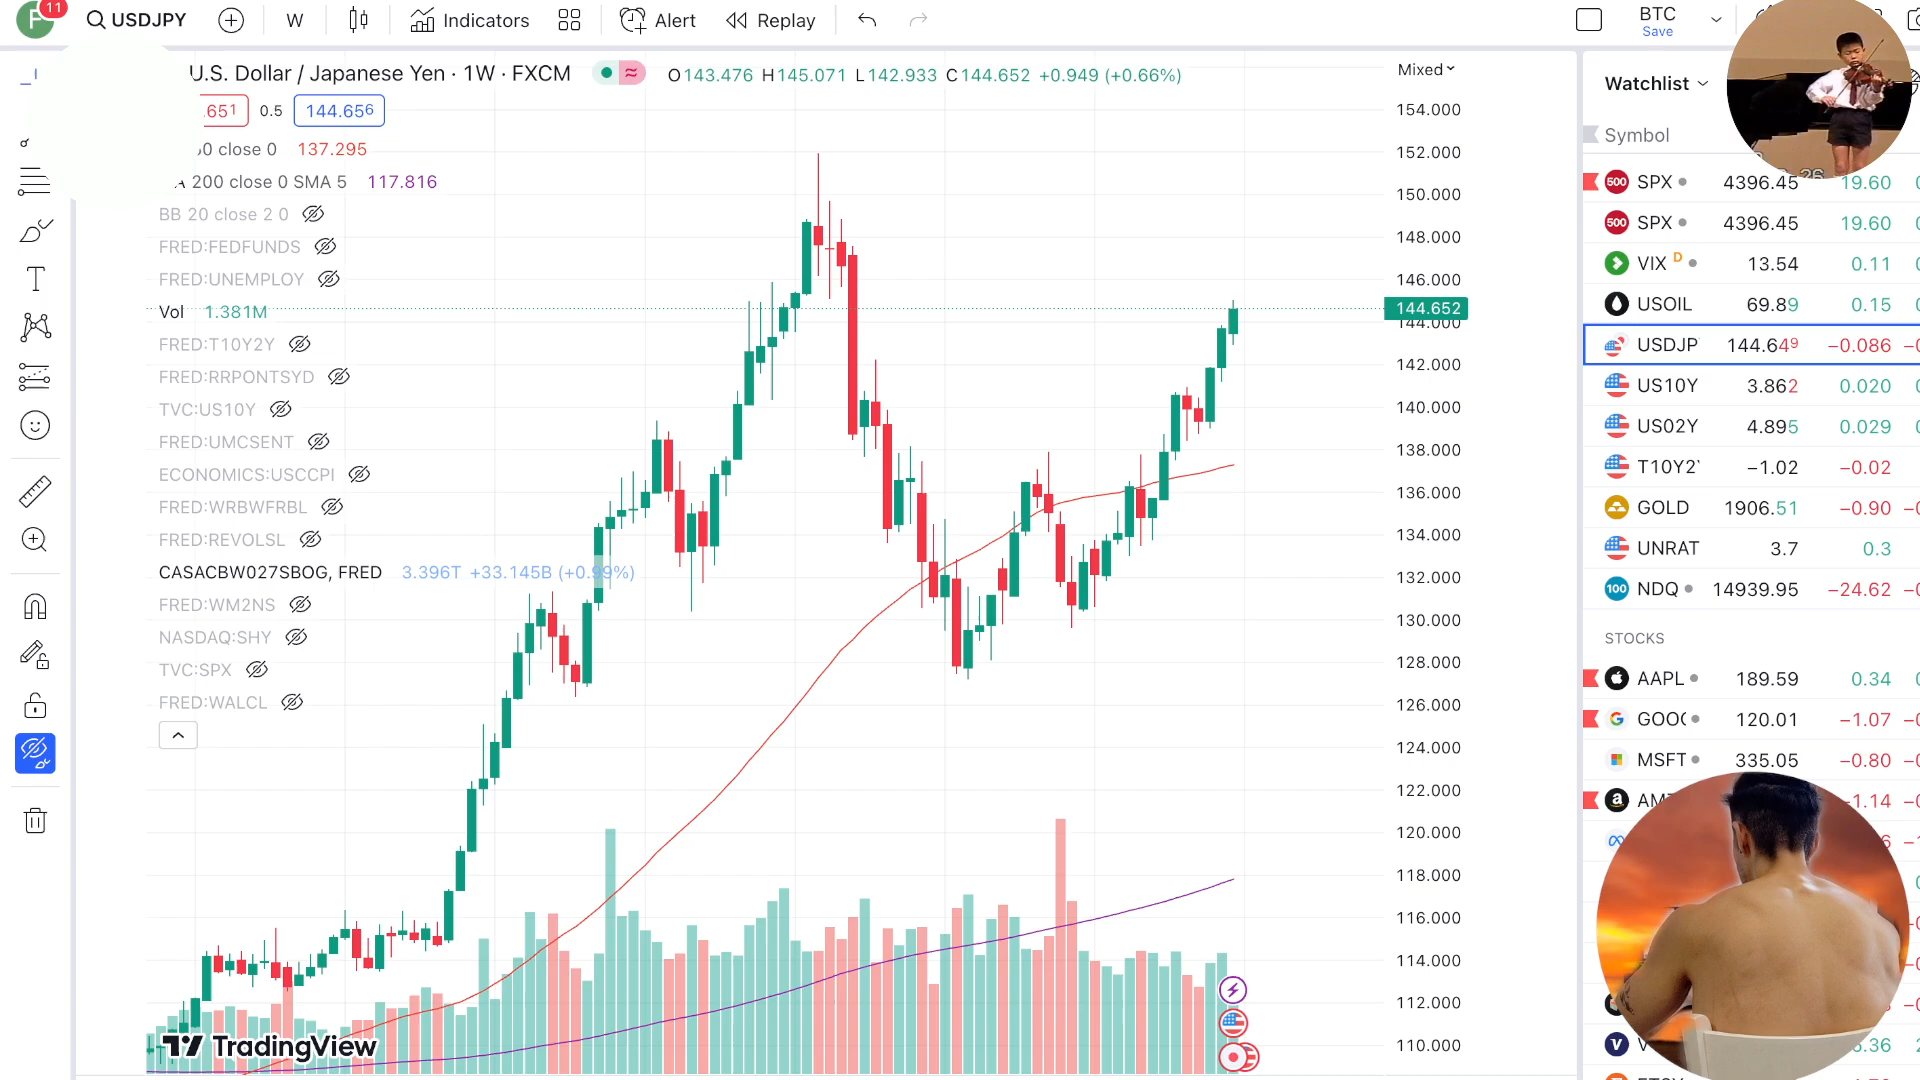 11
USDJPY
W
Indicators
Alert
Replay
BTC
Save
U.S. Dollar / Japanese Yen · 1W · FXCM
O143.476 H145.071 L142.933 C144.652 +0.949 (+0.66%)
.651 0.5 144.656
0 close 0 137.295
200 close 0 SMA 5 117.816
BB 20 close 2 0
FRED:FEDFUNDS
FRED:UNEMPLOY
Vol 1.381M
FRED:T10Y2Y
FRED:RRPONTSYD
TVC:US10Y
FRED:UMCSENT
ECONOMICS:USCCPI
FRED:WRBWFRBL
FRED:REVOLSL
CASACBW027SBOG, FRED 3.396T +33.145B (+0.99%)
FRED:WM2NS
NASDAQ:SHY
TVC:SPX
FRED:WALCL
TradingView
Mixed
154.000
152.000
150.000
148.000
146.000
144.652
144.000
142.000
140.000
138.000
136.000
134.000
132.000
130.000
128.000
126.000
124.000
122.000
120.000
118.000
116.000
114.000
112.000
110.000
Watchlist
Symbol
SPX 4396.45 19.60
SPX 4396.45 19.60
VIX D 13.54 0.11
USOIL 69.89 0.15
USDJP 144.649 −0.086
US10Y 3.862 0.020
US02Y 4.895 0.029
T10Y2 −1.02 −0.02
GOLD 1906.51 −0.90
UNRAT 3.7 0.3
NDQ 14939.95 −24.62
STOCKS
AAPL 189.59 0.34
GOO 120.01 −1.07
MSFT 335.05 −0.80
AM −1.14
V 5.36